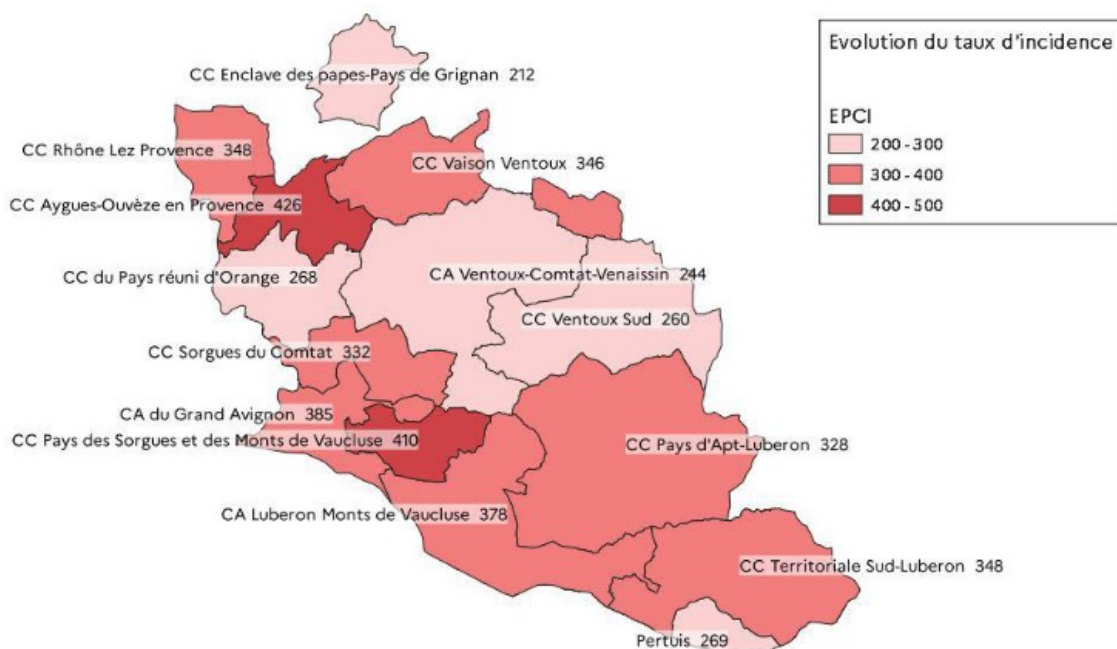 Evolution du taux d'incidence
EPCI
200 - 300
300 - 400
400 - 500
CC Enclave des papes-Pays de Grignan 212
CC Rhône Lez Provence 348
CC Vaison Ventoux 346
CC Aygues-Ouvèze en Provence 426
CC du Pays réuni d'Orange 268
CA Ventoux-Comtat-Venaissin 244
CC Ventoux Sud 260
CC Sorgues du Comtat 332
CA du Grand Avignon 385
CC Pays des Sorgues et des Monts de Vaucluse 410
CC Pays d'Apt-Luberon 328
CA Luberon Monts de Vaucluse 378
CC Territoriale Sud-Luberon 348
Pertuis 269